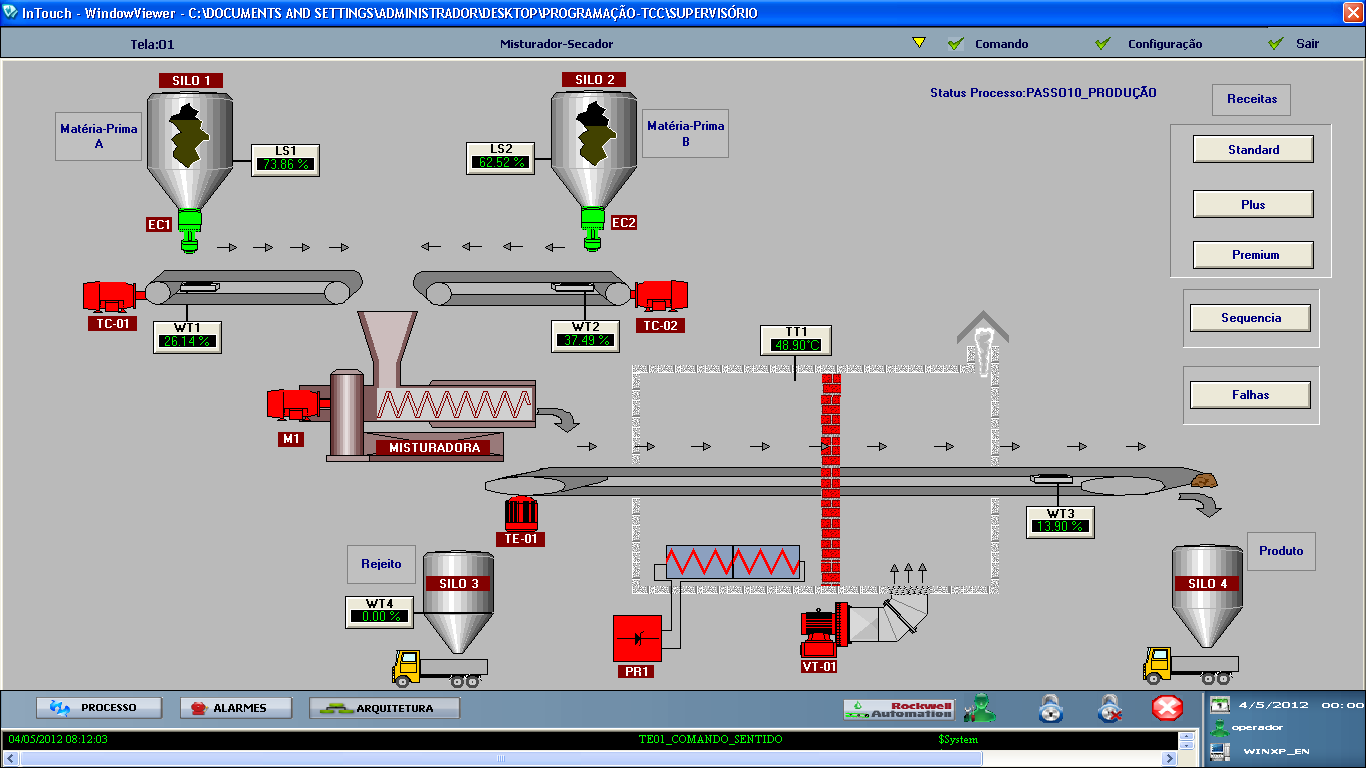 InTouch - WindowViewer - C:\DOCUMENTS AND SETTINGS\ADMINISTRADOR\DESKTOP\PROGRAMAÇÃO-TCC\SUPERVISÓRIO
Tela:01
Misturador-Secador
Comando
Configuração
Sair
SILO 1
SILO 2
Status Processo:PASSO10_PRODUÇÃO
Receitas
Matéria-Prima
A
Matéria-Prima
B
LS1
73.86 %
LS2
62.52 %
Standard
Plus
Premium
EC1
EC2
TC-01
WT1
26.14 %
WT2
37.49 %
TC-02
Sequencia
TT1
48.90°C
Falhas
M1
MISTURADORA
WT3
13.90 %
TE-01
Rejeito
SILO 3
WT4
0.00 %
Produto
SILO 4
PR1
VT-01
PROCESSO
ALARMES
ARQUITETURA
Rockwell
Automation
4/5/2012 00:00
operador
WINXP_EN
04/05/2012 08:12:03
TE01_COMANDO_SENTIDO
$System